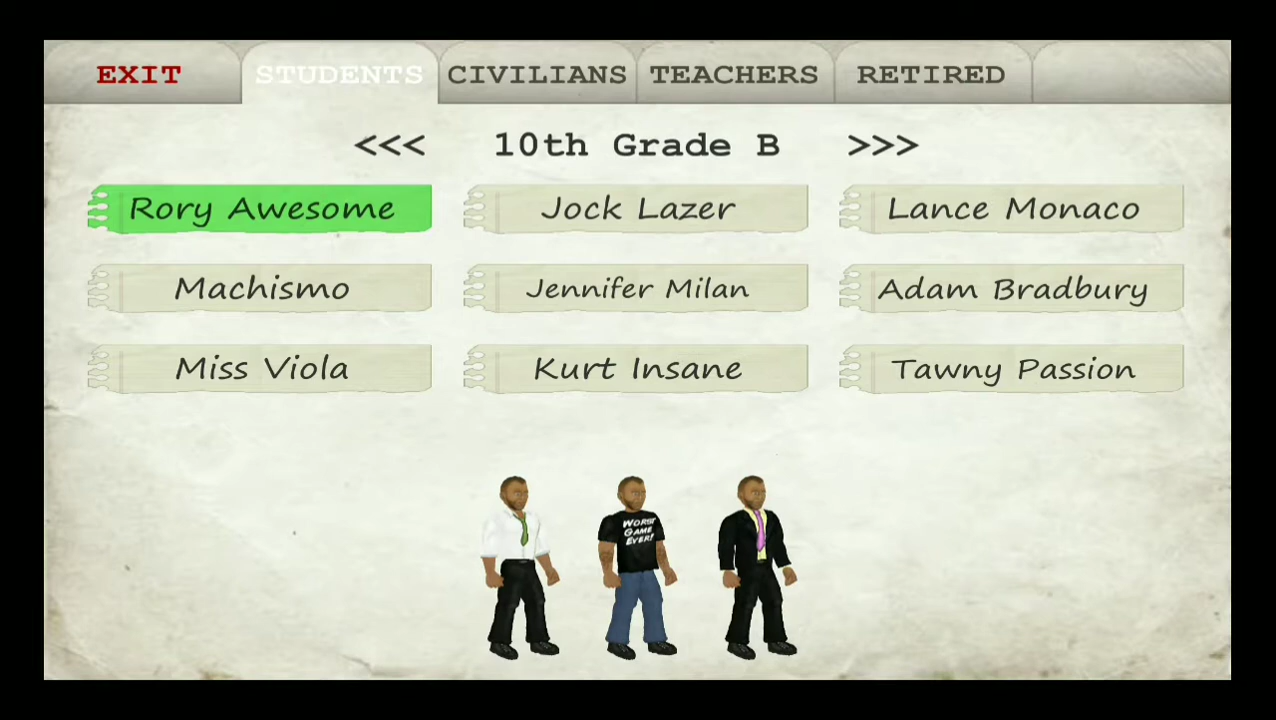 EXIT STUDENTS CIVILIANS TEACHERS RETIRED
<<< 10th Grade B >>>
Rory Awesome Jock Lazer Lance Monaco
Machismo Jennifer Milan Adam Bradbury
Miss Viola Kurt Insane Tawny Passion
WORST
GAME
EVER!